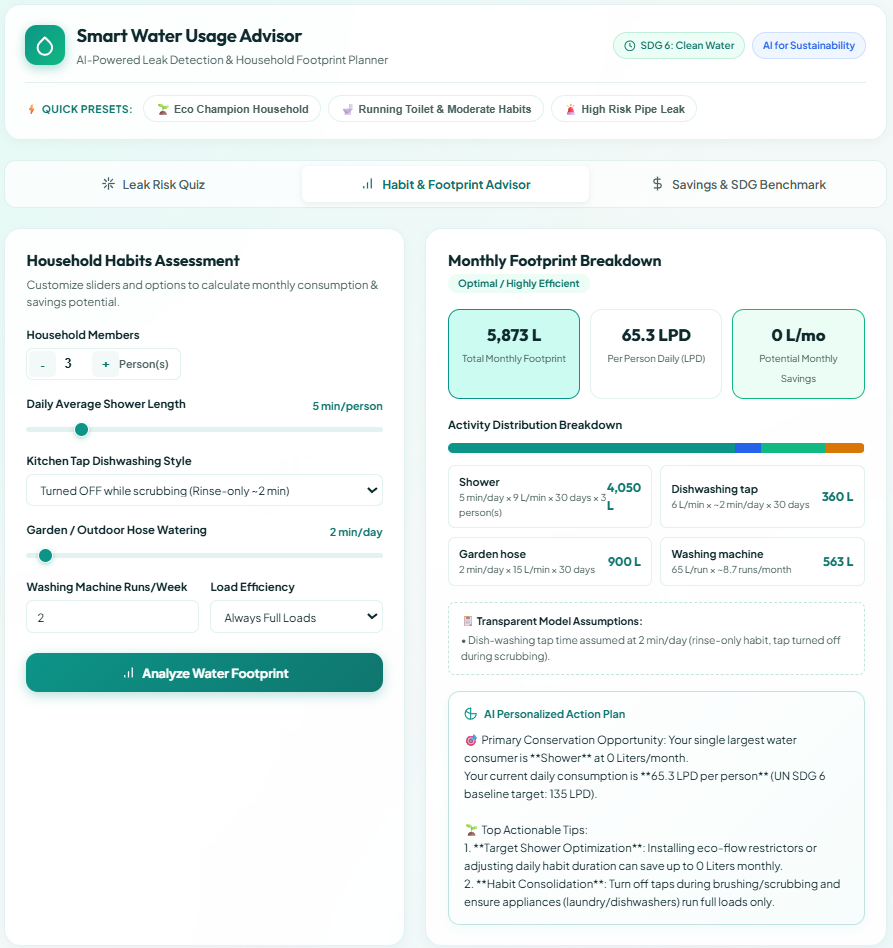 Smart Water Usage Advisor
AI-Powered Leak Detection & Household Footprint Planner
SDG 6: Clean Water
AI for Sustainability
QUICK PRESETS:
Eco Champion Household
Running Toilet & Moderate Habits
High Risk Pipe Leak
Leak Risk Quiz
Habit & Footprint Advisor
Savings & SDG Benchmark
Household Habits Assessment
Customize sliders and options to calculate monthly consumption &
savings potential.
Household Members
- 3 + Person(s)
Daily Average Shower Length
5 min/person
Kitchen Tap Dishwashing Style
Turned OFF while scrubbing (Rinse-only ~2 min)
Garden / Outdoor Hose Watering
2 min/day
Washing Machine Runs/Week
Load Efficiency
2
Always Full Loads
Analyze Water Footprint
Monthly Footprint Breakdown
Optimal / Highly Efficient
5,873 L
Total Monthly Footprint
65.3 LPD
Per Person Daily (LPD)
0 L/mo
Potential Monthly
Savings
Activity Distribution Breakdown
Shower
5 min/day × 9 L/min × 30 days × 3
person(s)
4,050
L
Dishwashing tap
6 L/min × ~2 min/day × 30 days
360 L
Garden hose
2 min/day × 15 L/min × 30 days
900 L
Washing machine
65 L/run × ~8.7 runs/month
563 L
Transparent Model Assumptions:
• Dish-washing tap time assumed at 2 min/day (rinse-only habit, tap turned off
during scrubbing).
AI Personalized Action Plan
🎯 Primary Conservation Opportunity: Your single largest water
consumer is **Shower** at 0 Liters/month.
Your current daily consumption is **65.3 LPD per person** (UN SDG 6
baseline target: 135 LPD).
🌱 Top Actionable Tips:
1. **Target Shower Optimization**: Installing eco-flow restrictors or
adjusting daily habit duration can save up to 0 Liters monthly.
2. **Habit Consolidation**: Turn off taps during brushing/scrubbing and
ensure appliances (laundry/dishwashers) run full loads only.